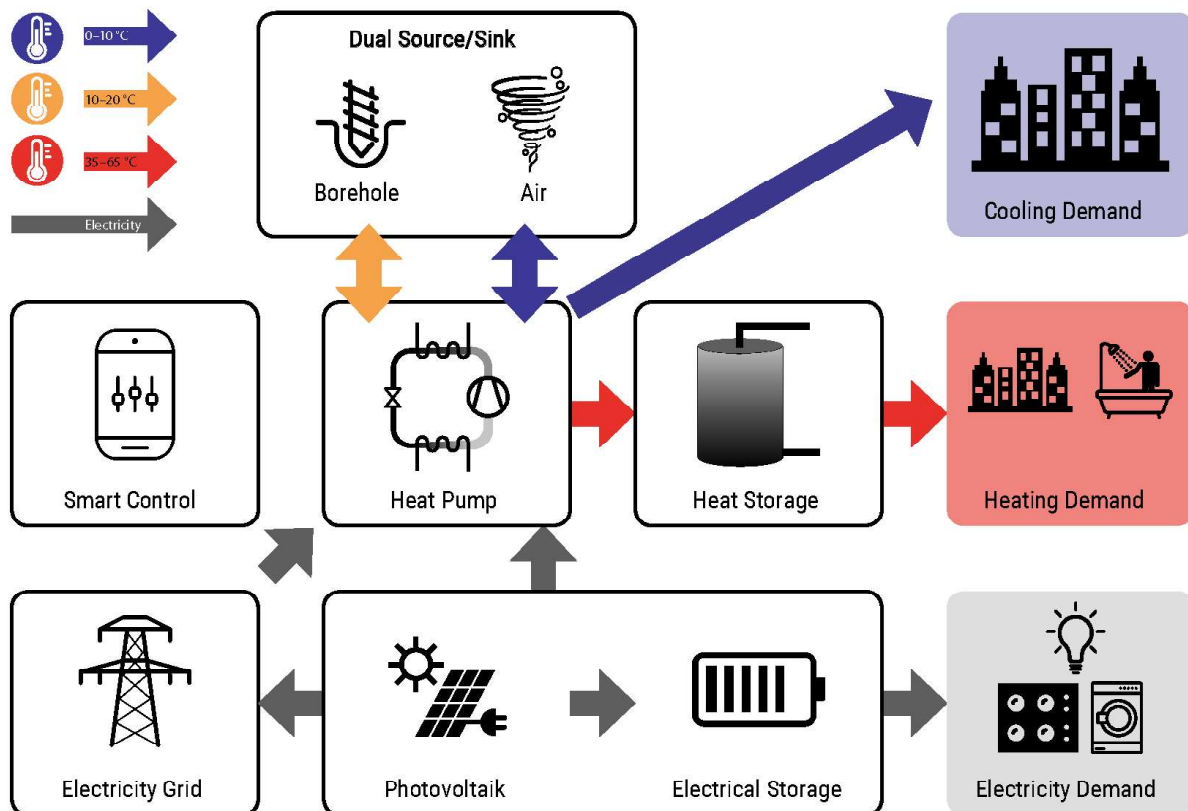 0–10 °C
10–20 °C
35–65 °C
Electricity
Dual Source/Sink
Borehole
Air
Cooling Demand
Smart Control
Heat Pump
Heat Storage
Heating Demand
Electricity Grid
Photovoltaik
Electrical Storage
Electricity Demand